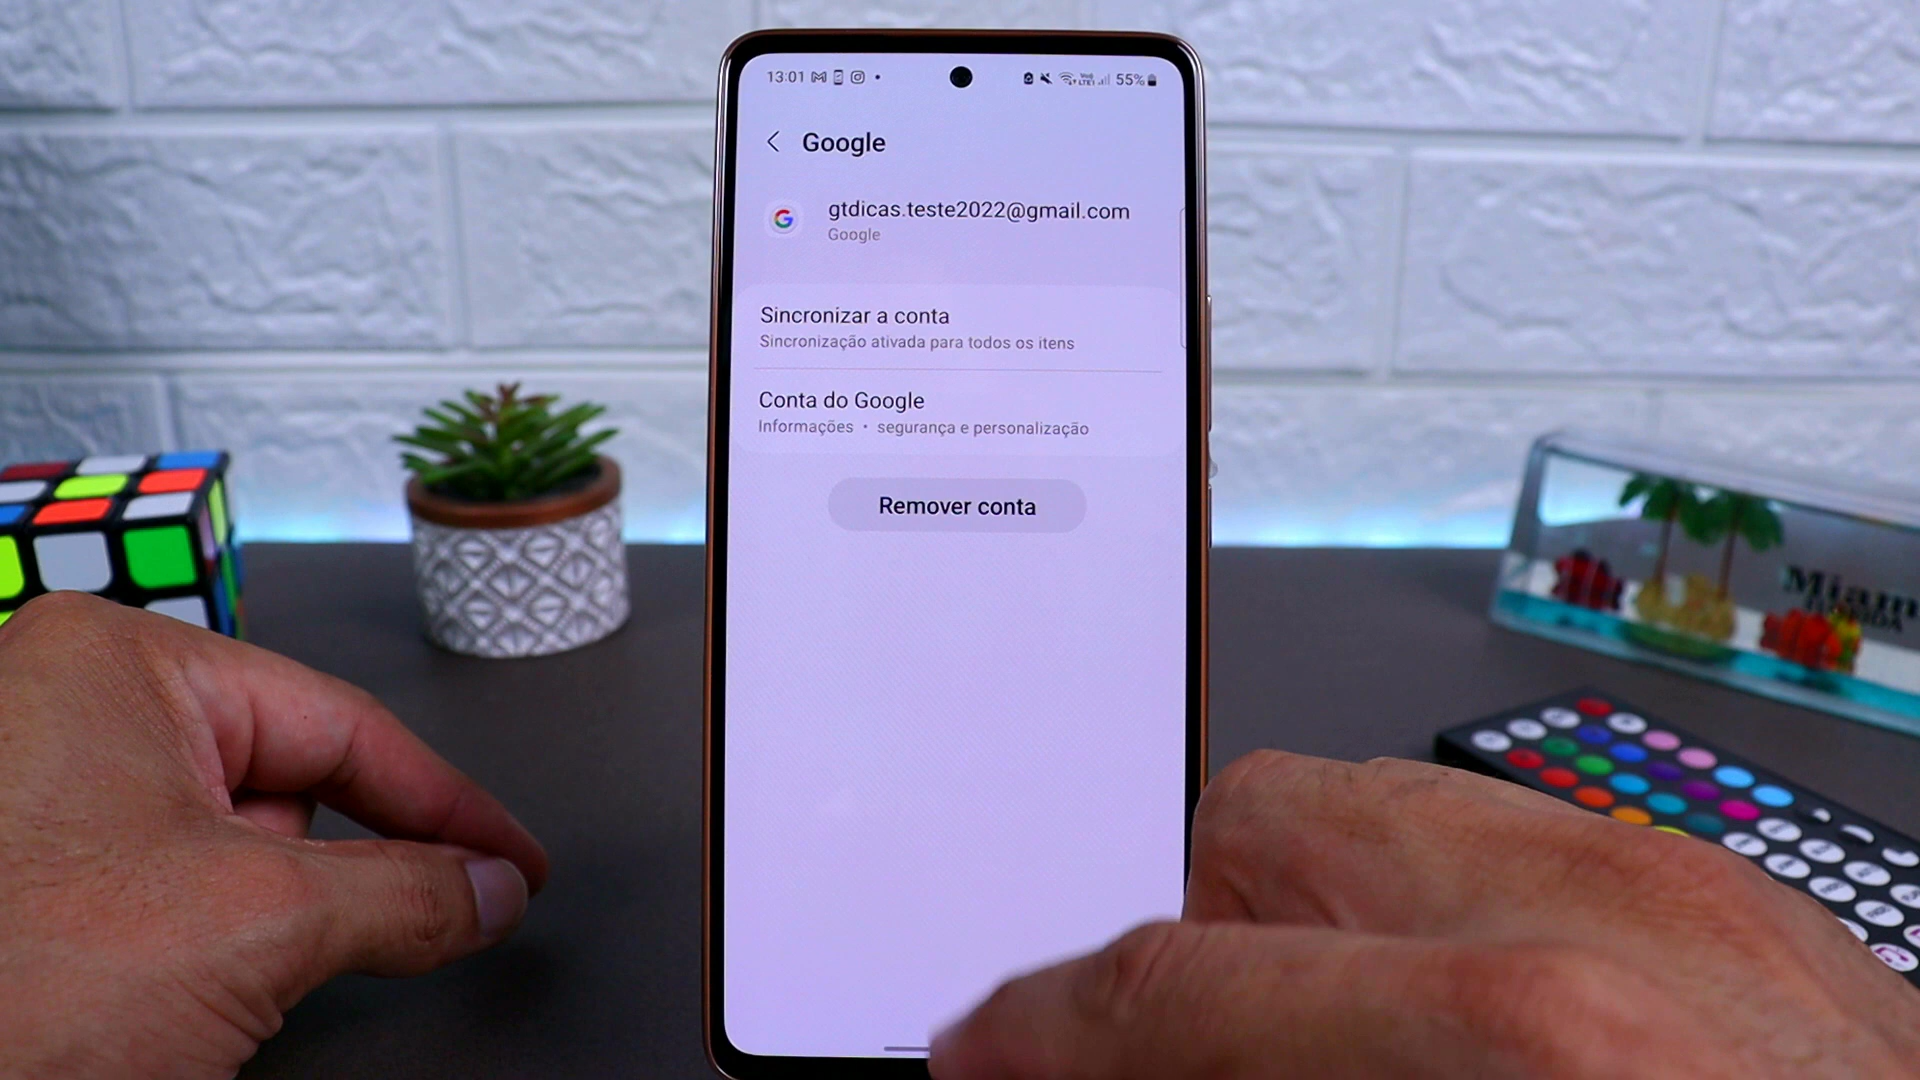 13:01
55%
Google
gtdicas.teste2022@gmail.com
Google
Sincronizar a conta
Sincronização ativada para todos os itens
Conta do Google
Informações • segurança e personalização
Remover conta